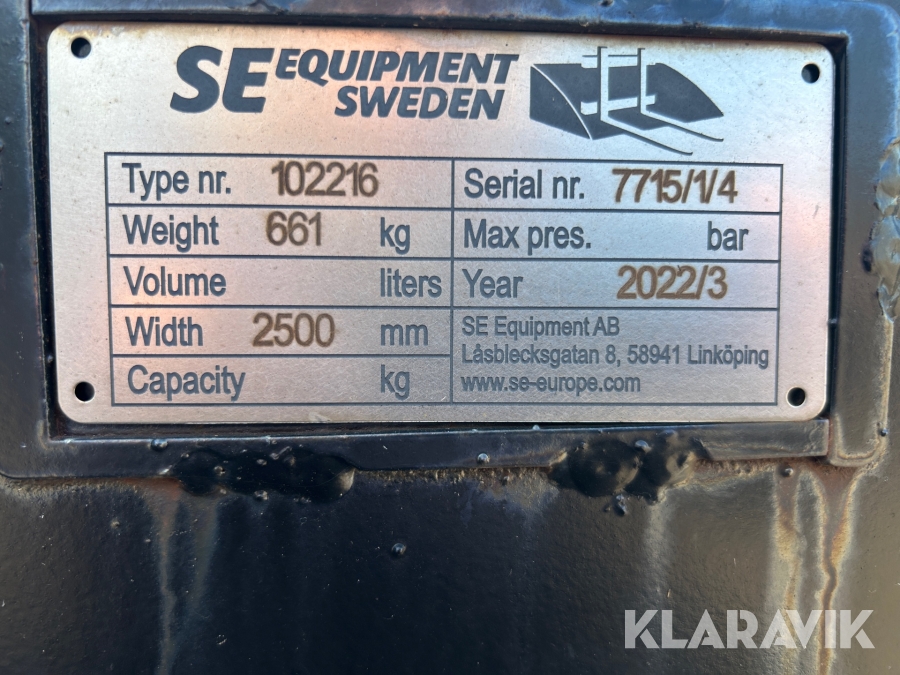 SE EQUIPMENT
SWEDEN
Type nr. 102216
Serial nr. 7715/1/4
Weight 661 kg
Max pres. bar
Volume liters
Year 2022/3
Width 2500 mm
SE Equipment AB
Låsblecksgatan 8, 58941 Linköping
www.se-europe.com
Capacity kg
KLARAVIK